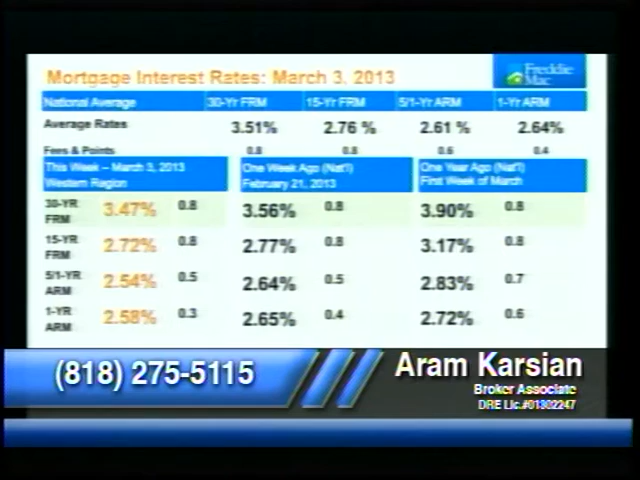 Mortgage Interest Rates: March 3, 2013
Freddie
Mac
National Average 30-Yr FRM 15-Yr FRM 5/1-Yr ARM 1-Yr ARM
Average Rates 3.51% 2.76 % 2.61 % 2.64%
Fees & Points 0.8 0.8 0.6 0.4
This Week – March 3, 2013 One Week Ago (Nat'l) One Year Ago (Nat'l)
Western Region February 21, 2013 First Week of March
30-YR FRM 3.47% 0.8 3.56% 0.8 3.90% 0.8
15-YR FRM 2.72% 0.8 2.77% 0.8 3.17% 0.8
5/1-YR ARM 2.54% 0.5 2.64% 0.5 2.83% 0.7
1-YR ARM 2.58% 0.3 2.65% 0.4 2.72% 0.6
(818) 275-5115
Aram Karsian
Broker Associate
DRE Lic.#01302247